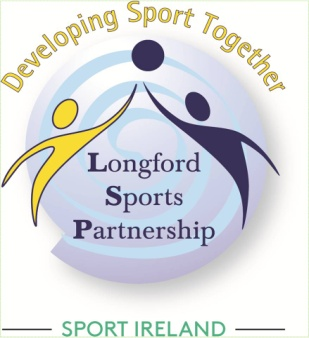 Developing Sport Together
Longford
Sports
Partnership
SPORT IRELAND